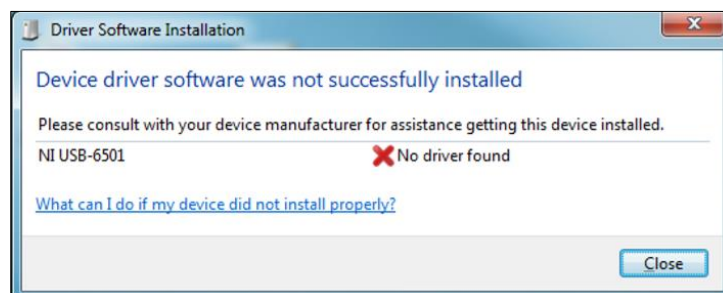 Driver Software Installation
Device driver software was not successfully installed
Please consult with your device manufacturer for assistance getting this device installed.
NI USB-6501 No driver found
What can I do if my device did not install properly?
Close